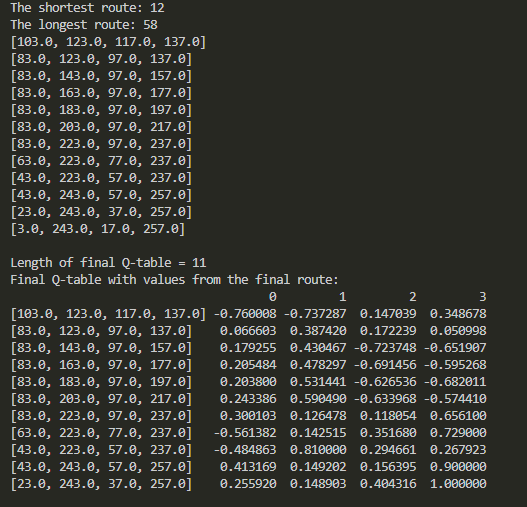 The shortest route: 12
The longest route: 58
[103.0, 123.0, 117.0, 137.0]
[83.0, 123.0, 97.0, 137.0]
[83.0, 143.0, 97.0, 157.0]
[83.0, 163.0, 97.0, 177.0]
[83.0, 183.0, 97.0, 197.0]
[83.0, 203.0, 97.0, 217.0]
[83.0, 223.0, 97.0, 237.0]
[63.0, 223.0, 77.0, 237.0]
[43.0, 223.0, 57.0, 237.0]
[43.0, 243.0, 57.0, 257.0]
[23.0, 243.0, 37.0, 257.0]
[3.0, 243.0, 17.0, 257.0]
Length of final Q-table = 11
Final Q-table with values from the final route:
0 1 2 3
[103.0, 123.0, 117.0, 137.0] -0.760008 -0.737287 0.147039 0.348678
[83.0, 123.0, 97.0, 137.0] 0.066603 0.387420 0.172239 0.050998
[83.0, 143.0, 97.0, 157.0] 0.179255 0.430467 -0.723748 -0.651907
[83.0, 163.0, 97.0, 177.0] 0.205484 0.478297 -0.691456 -0.595268
[83.0, 183.0, 97.0, 197.0] 0.203800 0.531441 -0.626536 -0.682011
[83.0, 203.0, 97.0, 217.0] 0.243386 0.590490 -0.633968 -0.574410
[83.0, 223.0, 97.0, 237.0] 0.300103 0.126478 0.118054 0.656100
[63.0, 223.0, 77.0, 237.0] -0.561382 0.142515 0.351680 0.729000
[43.0, 223.0, 57.0, 237.0] -0.484863 0.810000 0.294661 0.267923
[43.0, 243.0, 57.0, 257.0] 0.413169 0.149202 0.156395 0.900000
[23.0, 243.0, 37.0, 257.0] 0.255920 0.148903 0.404316 1.000000